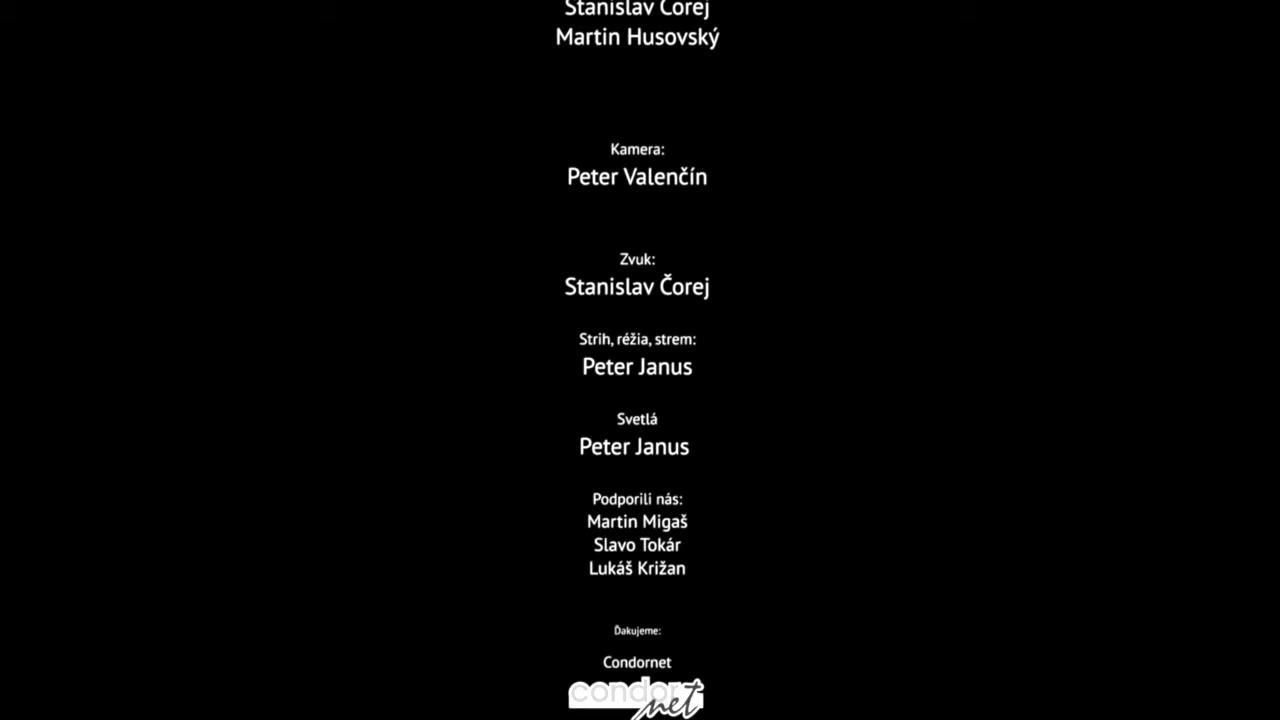 Stanislav Čorej
Martin Husovský
Kamera:
Peter Valenčín
Zvuk:
Stanislav Čorej
Strih, réžia, strem:
Peter Janus
Svetlá
Peter Janus
Podporili nás:
Martin Migaš
Slavo Tokár
Lukáš Križan
Ďakujeme:
Condornet
condor
net